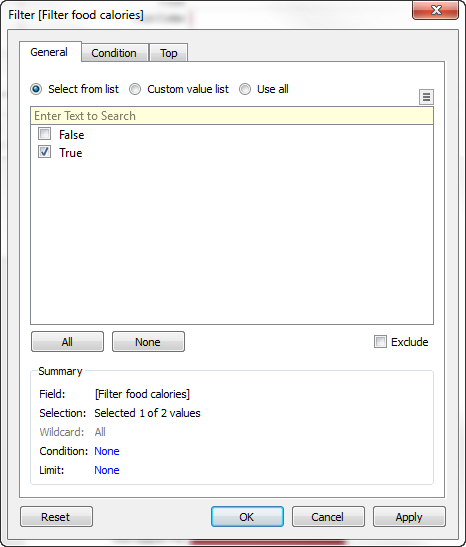 Filter [Filter food calories]
General Condition Top
Select from list Custom value list Use all
Enter Text to Search
False
True
All None Exclude
Summary
Field: [Filter food calories]
Selection: Selected 1 of 2 values
Wildcard: All
Condition: None
Limit: None
Reset OK Cancel Apply